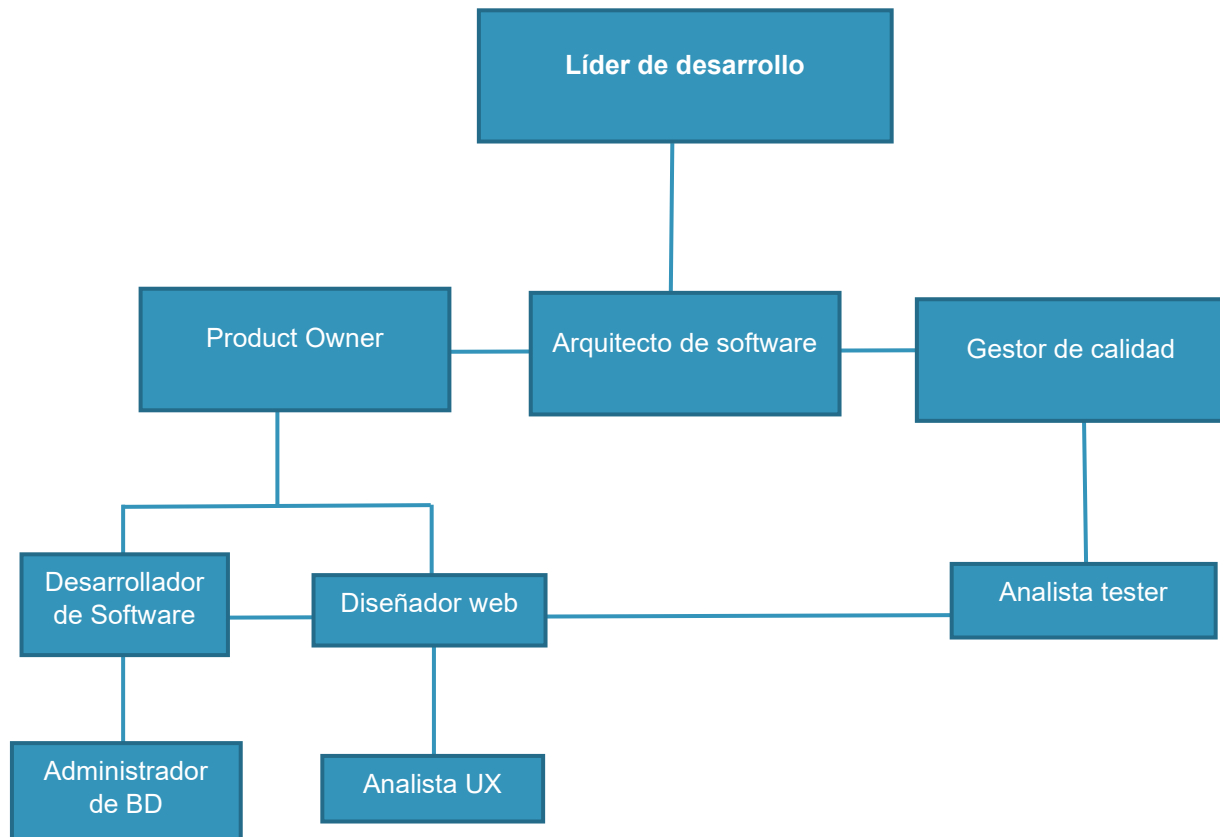 Líder de desarrollo
Product Owner
Arquitecto de software
Gestor de calidad
Desarrollador
de Software
Diseñador web
Analista tester
Administrador
de BD
Analista UX